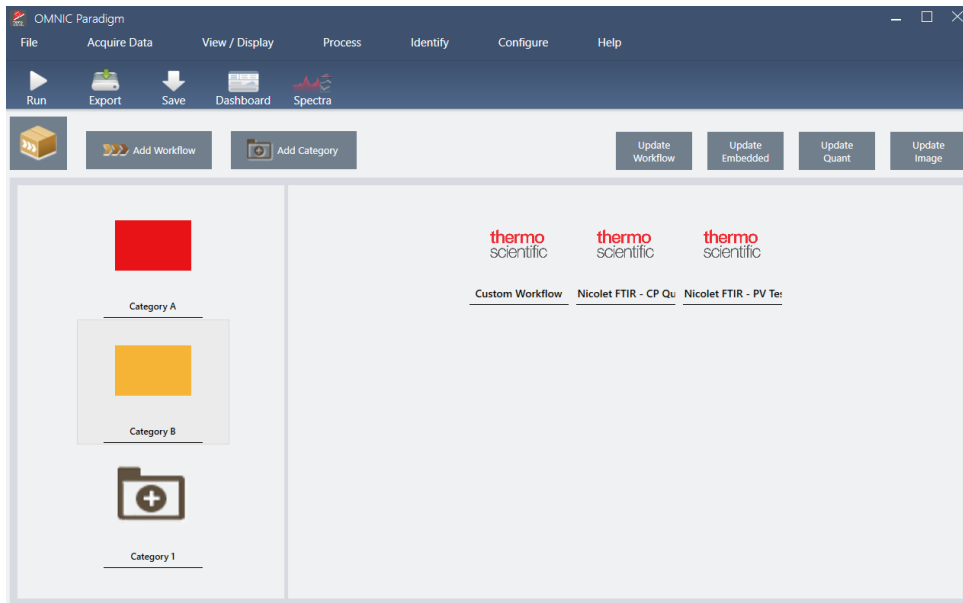 OMNIC Paradigm
File Acquire Data View / Display Process Identify Configure Help
Run Export Save Dashboard Spectra
Add Workflow Add Category Update Workflow Update Embedded Update Quant Update Image
thermo scientific thermo scientific thermo scientific
Custom Workflow Nicolet FTIR - CP Qu Nicolet FTIR - PV Tes
Category A
Category B
Category 1